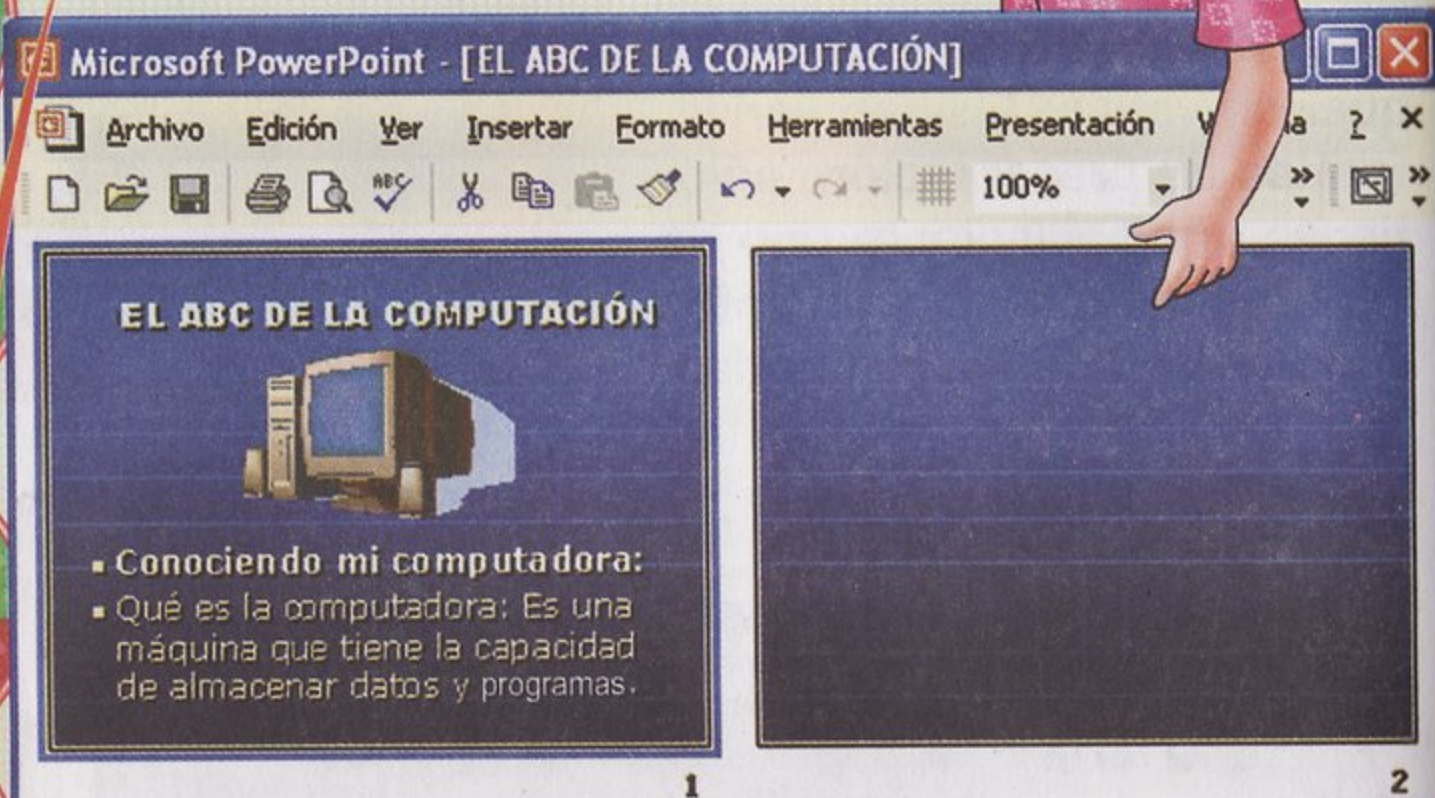 Microsoft PowerPoint - [EL ABC DE LA COMPUTACIÓN]
Archivo Edición Ver Insertar Formato Herramientas Presentación ?
ABC 100%
EL ABC DE LA COMPUTACIÓN
Conociendo mi computadora:
Qué es la computadora: Es una
máquina que tiene la capacidad
de almacenar datos y programas.
1 2